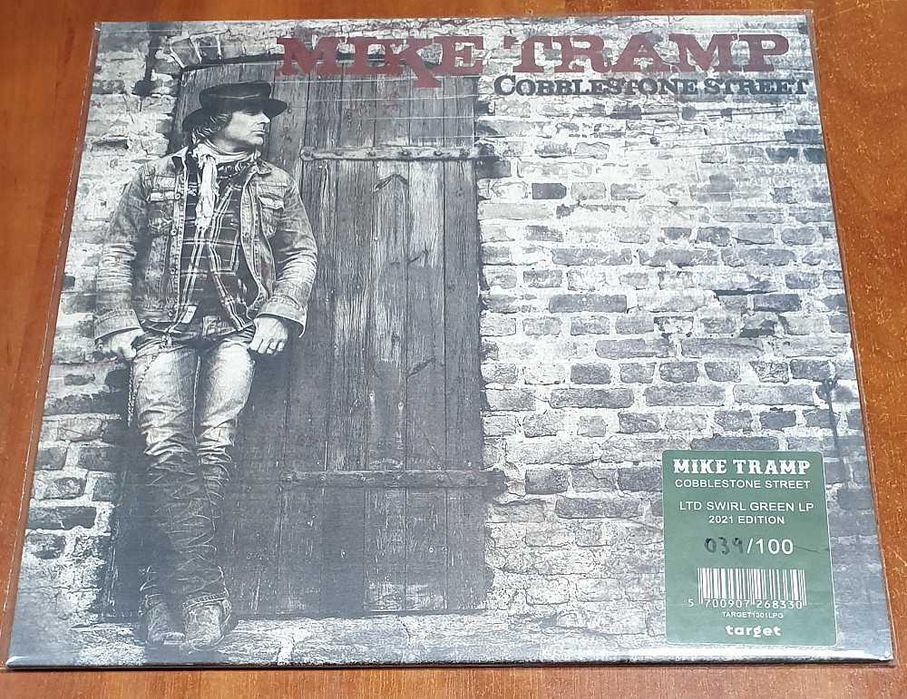 MIKE TRAMP
COBBLESTONE STREET
MIKE TRAMP
COBBLESTONE STREET
LTD SWIRL GREEN LP
2021 EDITION
039/100
5 700907 268330
TARGET1301LPG
target